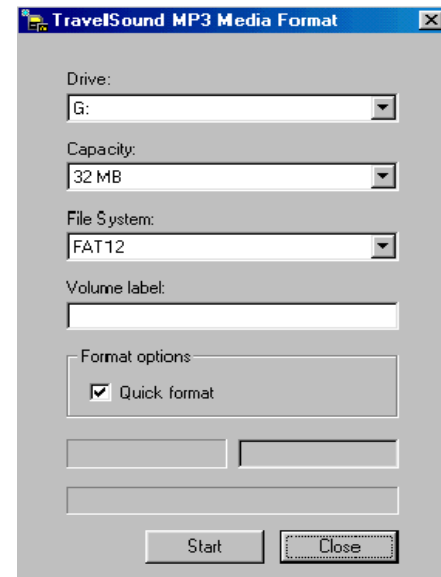 TravelSound MP3 Media Format
Drive:
G:
Capacity:
32 MB
File System:
FAT12
Volume label:
Format options
Quick format
Start
Close